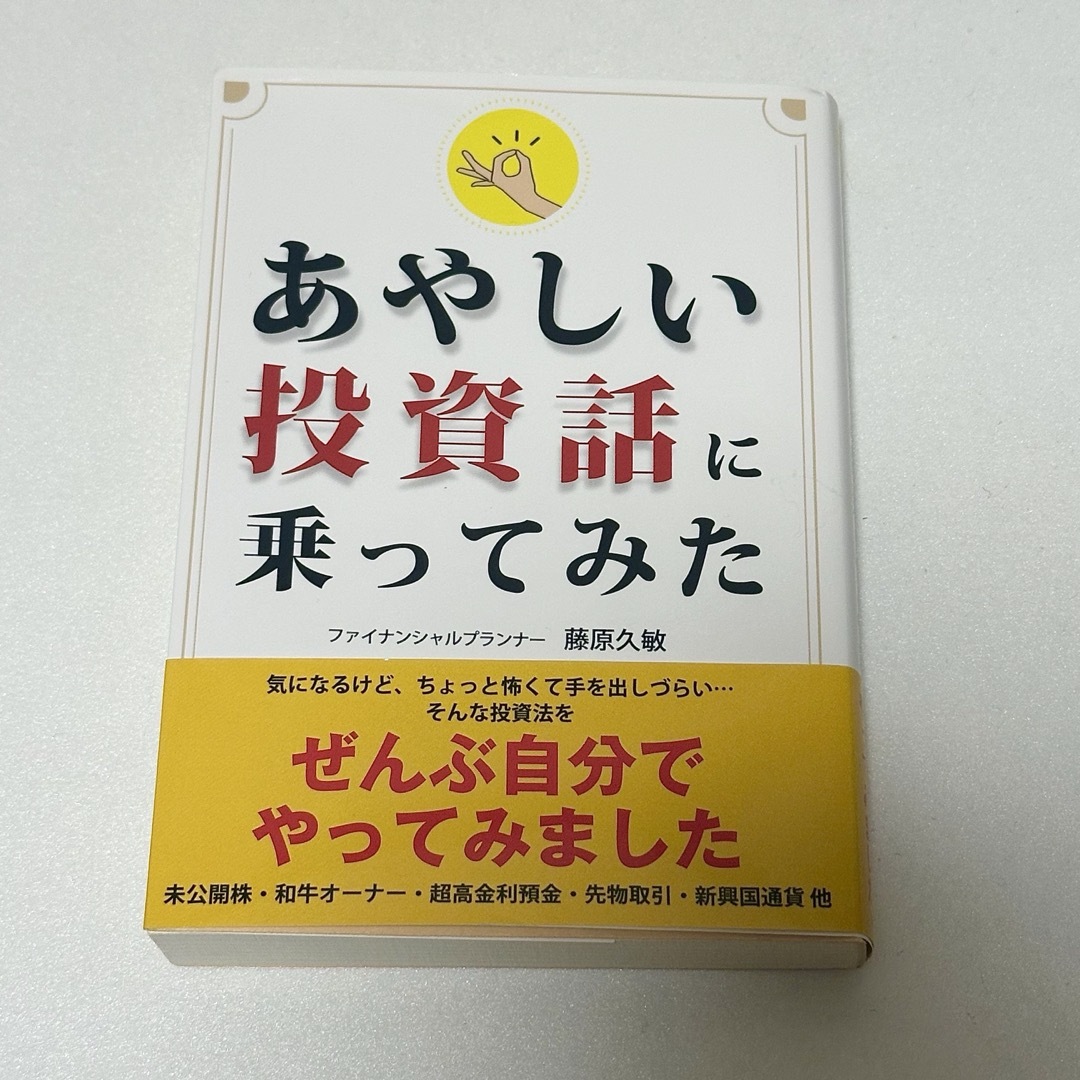 あやしい
投資話に
乗ってみた
ファイナンシャルプランナー 藤原久敏
気になるけど、ちょっと怖くて手を出しづらい…
そんな投資法を
ぜんぶ自分で
やってみました
未公開株・和牛オーナー・超高金利預金・先物取引・新興国通貨 他